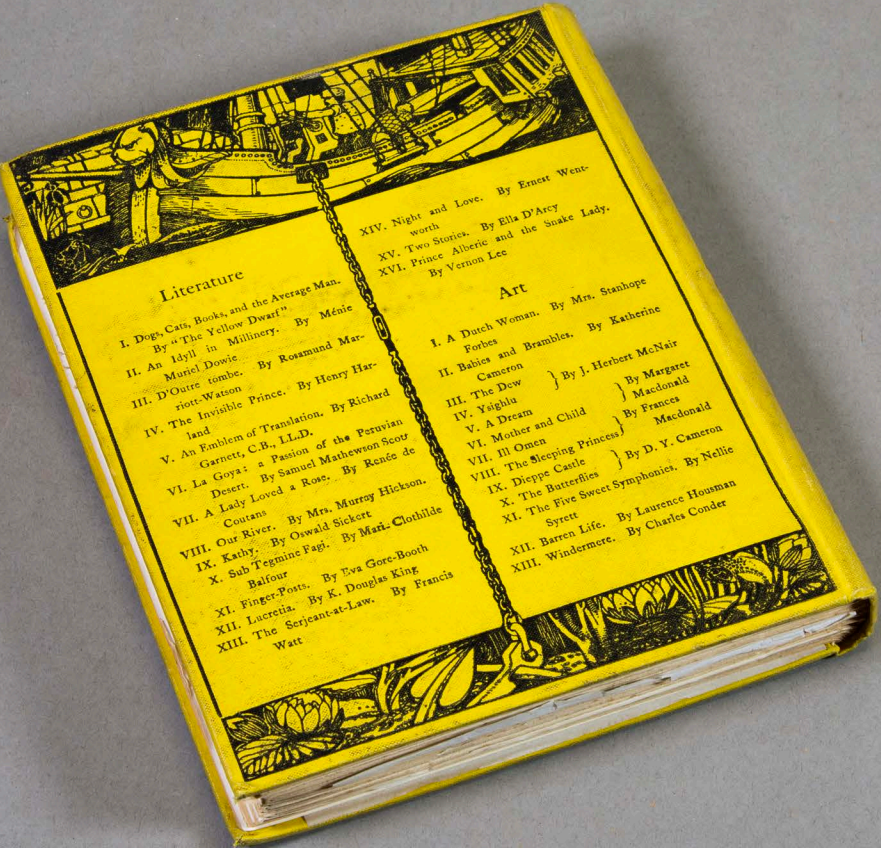 Literature
I. Dogs, Cats, Books, and the Average Man.
By "The Yellow Dwarf"
II. An Idyll in Millinery. By Ménie
Muriel Dowie
III. D'Outre tombe. By Rosamund Mar-
riott-Watson
IV. The Invisible Prince. By Henry Har-
land
V. An Emblem of Translation. By Richard
Garnett, C.B., LL.D.
VI. La Goya: a Passion of the Peruvian
Desert. By Samuel Mathewson Scott
VII. A Lady Loved a Rose. By Renée de
Coutans
VIII. Our River. By Mrs. Murray Hickson.
IX. Kathy. By Oswald Sickert
X. Sub Tegmine Fagi. By Marie Clothilde
Balfour
XI. Finger-Posts. By Eva Gore-Booth
XII. Lucretia. By K. Douglas King
XIII. The Serjeant-at-Law. By Francis
Watt
XIV. Night and Love. By Ernest Went-
worth
XV. Two Stories. By Ella D'Arcy
XVI. Prince Alberic and the Snake Lady.
By Vernon Lee
Art
I. A Dutch Woman. By Mrs. Stanhope
Forbes
II. Babies and Brambles. By Katherine
Cameron
III. The Dew } By J. Herbert McNair
IV. Ysighlu
V. A Dream } By Margaret
VI. Mother and Child Macdonald
VII. Ill Omen } By Frances
VIII. The Sleeping Princess Macdonald
IX. Dieppe Castle } By D. Y. Cameron
X. The Butterflies
XI. The Five Sweet Symphonies. By Nellie
Syrett
XII. Barren Life. By Laurence Housman
XIII. Windermere. By Charles Conder